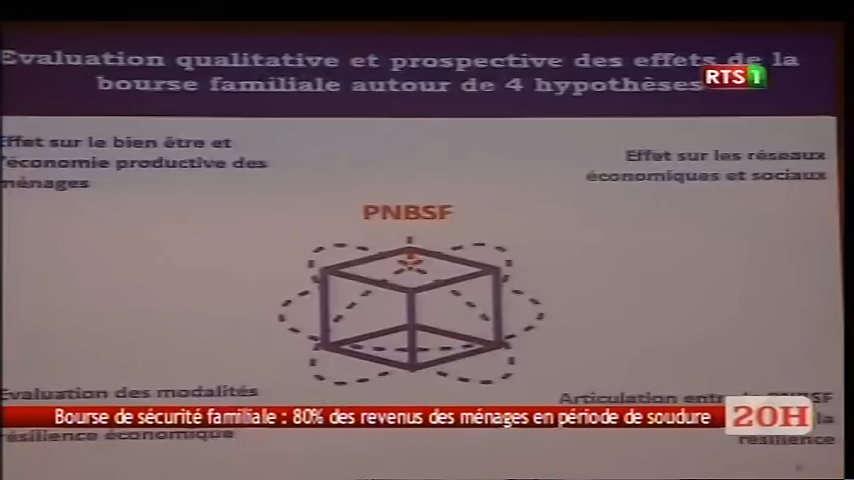 Evaluation qualitative et prospective des effets de la
bourse familiale autour de 4 hypothèses
RTS1
Effet sur le bien être et
l'économie productive des
ménages
Effet sur les réseaux
économiques et sociaux
PNBSF
Evaluation des modalités
résilience économique
Articulation entre PNBSF
la
résilience
Bourse de sécurité familiale : 80% des revenus des ménages en période de soudure
20H